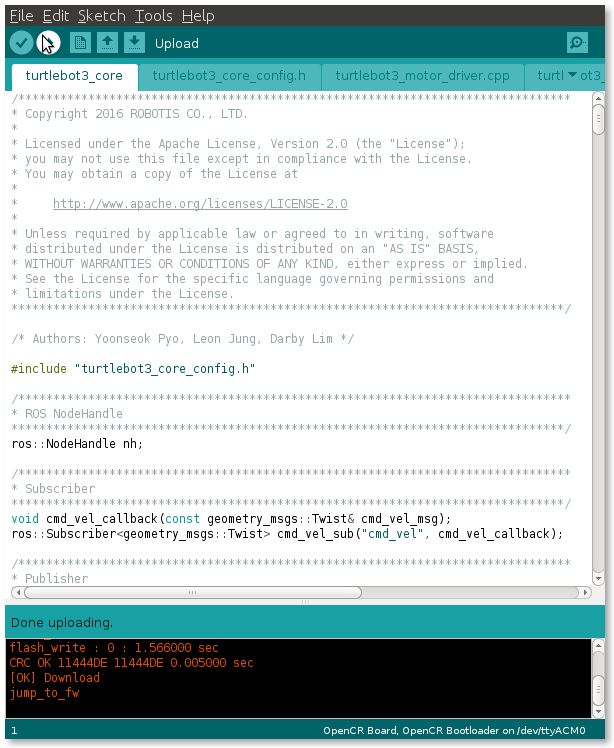 File Edit Sketch Tools Help
Upload
turtlebot3_core turtlebot3_core_config.h turtlebot3_motor_driver.cpp turtl ot3_
/*******************************************************************************
* Copyright 2016 ROBOTIS CO., LTD.
*
* Licensed under the Apache License, Version 2.0 (the "License");
* you may not use this file except in compliance with the License.
* You may obtain a copy of the License at
*
*     http://www.apache.org/licenses/LICENSE-2.0
*
* Unless required by applicable law or agreed to in writing, software
* distributed under the License is distributed on an "AS IS" BASIS,
* WITHOUT WARRANTIES OR CONDITIONS OF ANY KIND, either express or implied.
* See the License for the specific language governing permissions and
* limitations under the License.
*******************************************************************************/
/* Authors: Yoonseok Pyo, Leon Jung, Darby Lim */
#include "turtlebot3_core_config.h"
/*******************************************************************************
* ROS NodeHandle
*******************************************************************************/
ros::NodeHandle nh;
/*******************************************************************************
* Subscriber
*******************************************************************************/
void cmd_vel_callback(const geometry_msgs::Twist& cmd_vel_msg);
ros::Subscriber<geometry_msgs::Twist> cmd_vel_sub("cmd_vel", cmd_vel_callback);
/*******************************************************************************
* Publisher
Done uploading.
flash_write : 0 : 1.566000 sec
CRC OK 11444DE 11444DE 0.005000 sec
[OK] Download
jump_to_fw
1 OpenCR Board, OpenCR Bootloader on /dev/ttyACM0